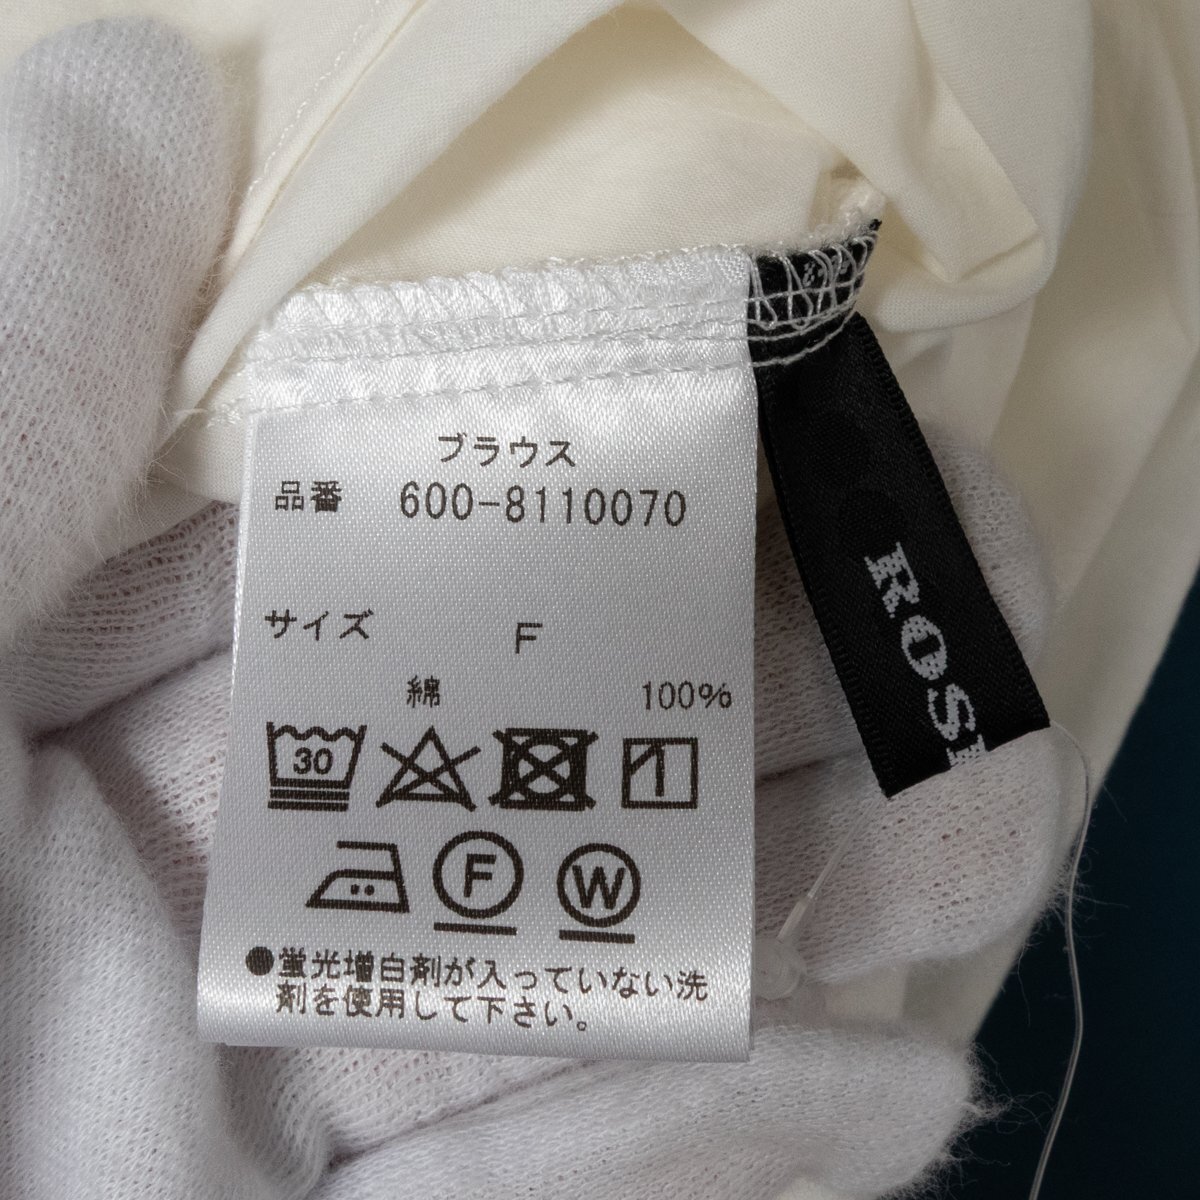 ブラウス
品番 600-8110070
サイズ F
綿 100%
30
F W
●蛍光増白剤が入っていない洗
剤を使用して下さい。
ROS